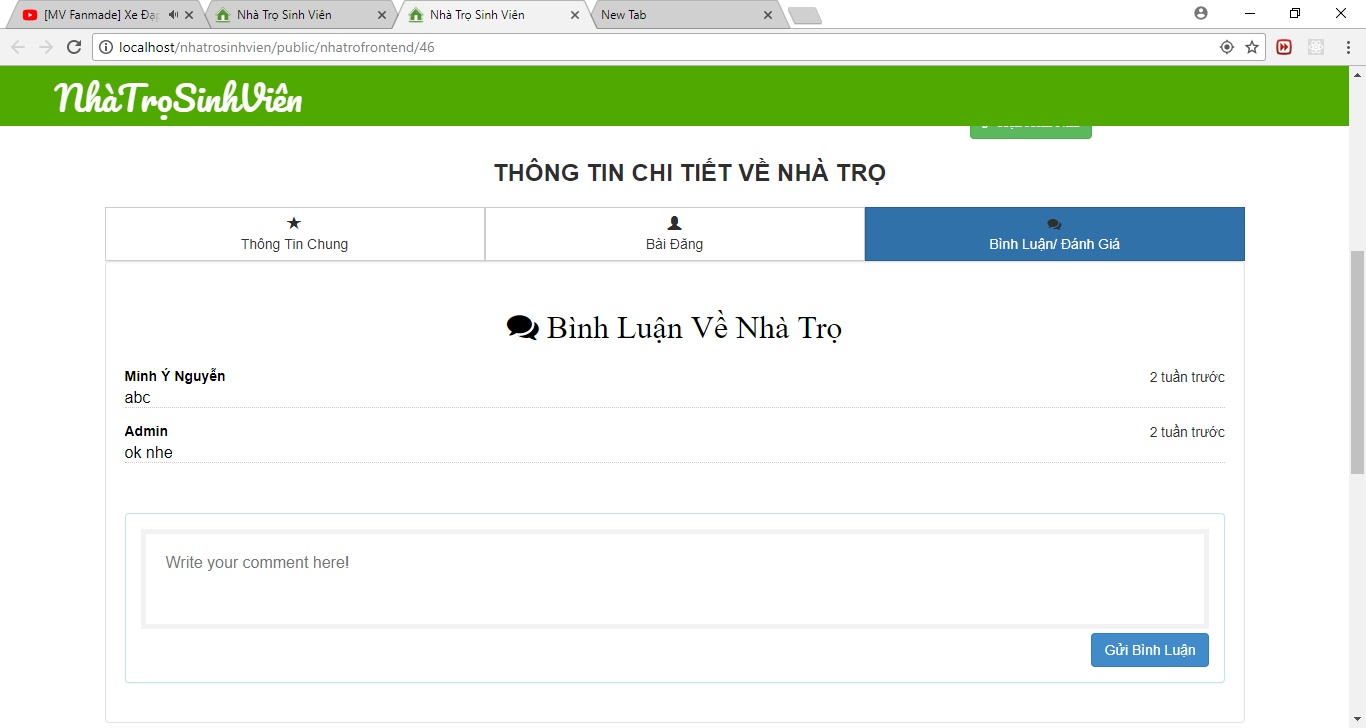 [MV Fanmade] Xe Đạp
Nhà Trọ Sinh Viên
Nhà Trọ Sinh Viên
New Tab
localhost/nhatrosinhvien/public/nhatrofrontend/46
NhàTrọSinhViên
THÔNG TIN CHI TIẾT VỀ NHÀ TRỌ
Thông Tin Chung
Bài Đăng
Bình Luận/ Đánh Giá
Bình Luận Về Nhà Trọ
Minh Ý Nguyễn
2 tuần trước
abc
Admin
2 tuần trước
ok nhe
Write your comment here!
Gửi Bình Luận